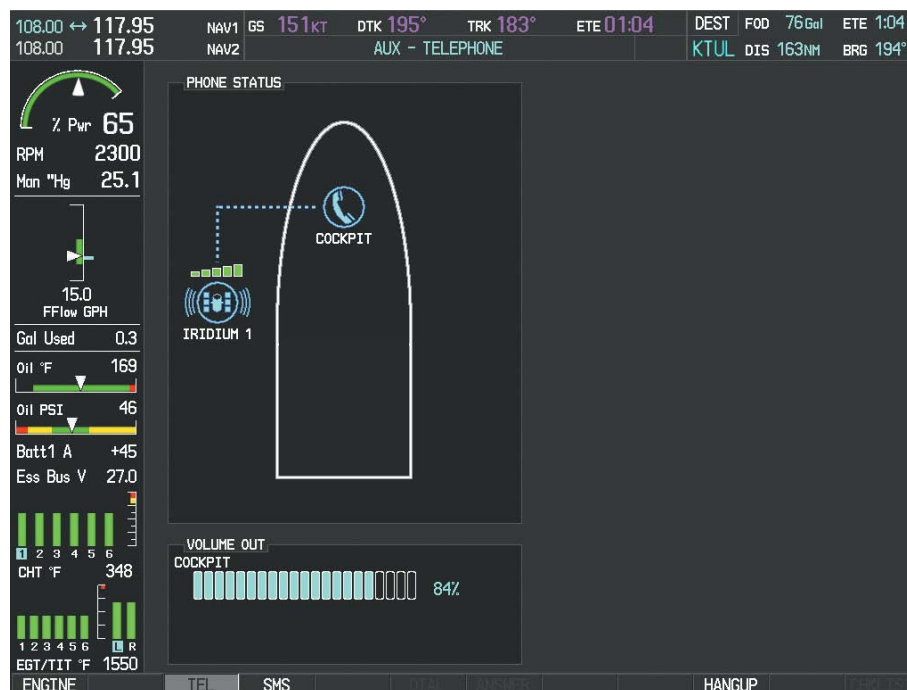 108.00 ↔ 117.95 NAV1 GS 151KT DTK 195° TRK 183° ETE 01:04 DEST FOD 76Gal ETE 1:04
108.00 117.95 NAV2 AUX – TELEPHONE KTUL DIS 163NM BRG 194°
% Pwr 65
RPM 2300
Man "Hg 25.1
15.0
FFlow GPH
Gal Used 0.3
Oil °F 169
Oil PSI 46
Batt1 A +45
Ess Bus V 27.0
1 2 3 4 5 6
CHT °F 348
1 2 3 4 5 6 L R
EGT/TIT °F 1550
PHONE STATUS
COCKPIT
IRIDIUM 1
VOLUME OUT
COCKPIT
84%
ENGINE TEL SMS DIAL ANSWER HANGUP